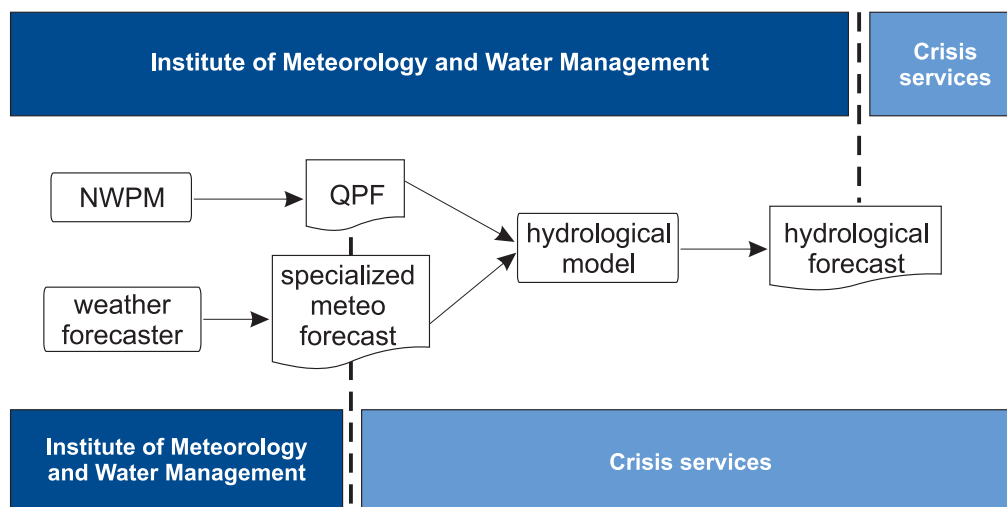 Institute of Meteorology and Water Management
Crisis
services
NWPM
QPF
hydrological
model
hydrological
forecast
weather
forecaster
specialized
meteo
forecast
Institute of Meteorology
and Water Management
Crisis services